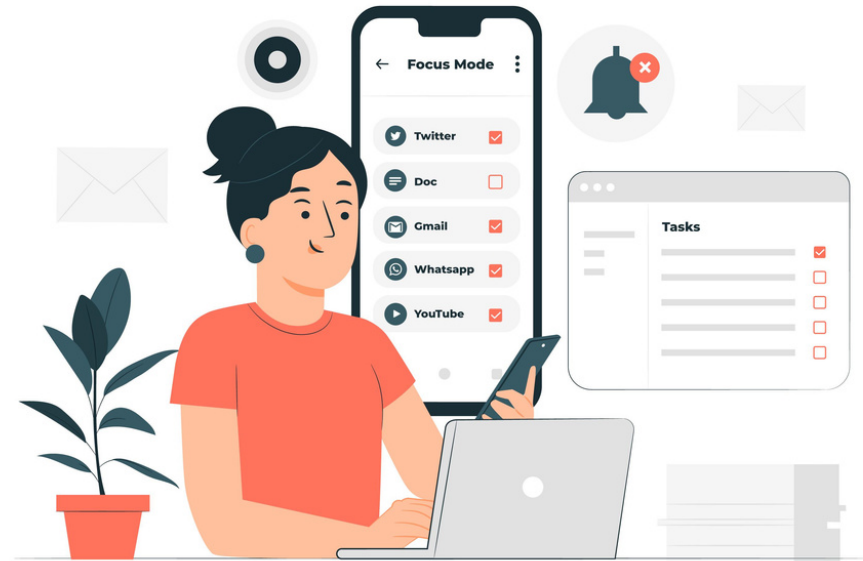 Focus Mode
Twitter
Doc
Gmail
Whatsapp
YouTube
Tasks